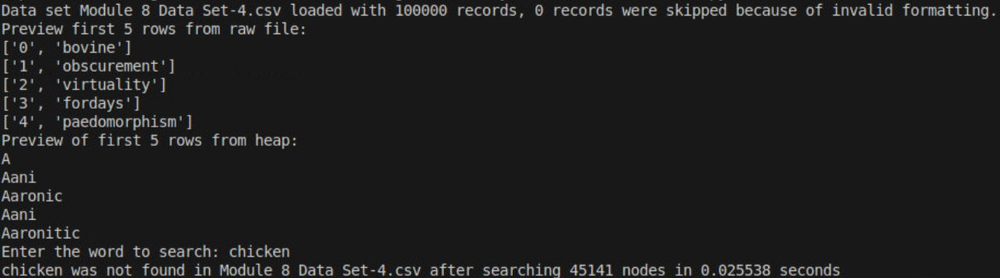 Data set Module 8 Data Set-4.csv loaded with 100000 records, 0 records were skipped because of invalid formatting.
Preview first 5 rows from raw file:
['0', 'bovine']
['1', 'obscurement']
['2', 'virtuality']
['3', 'fordays']
['4', 'paedomorphism']
Preview of first 5 rows from heap:
A
Aani
Aaronic
Aani
Aaronitic
Enter the word to search: chicken
chicken was not found in Module 8 Data Set-4.csv after searching 45141 nodes in 0.025538 seconds